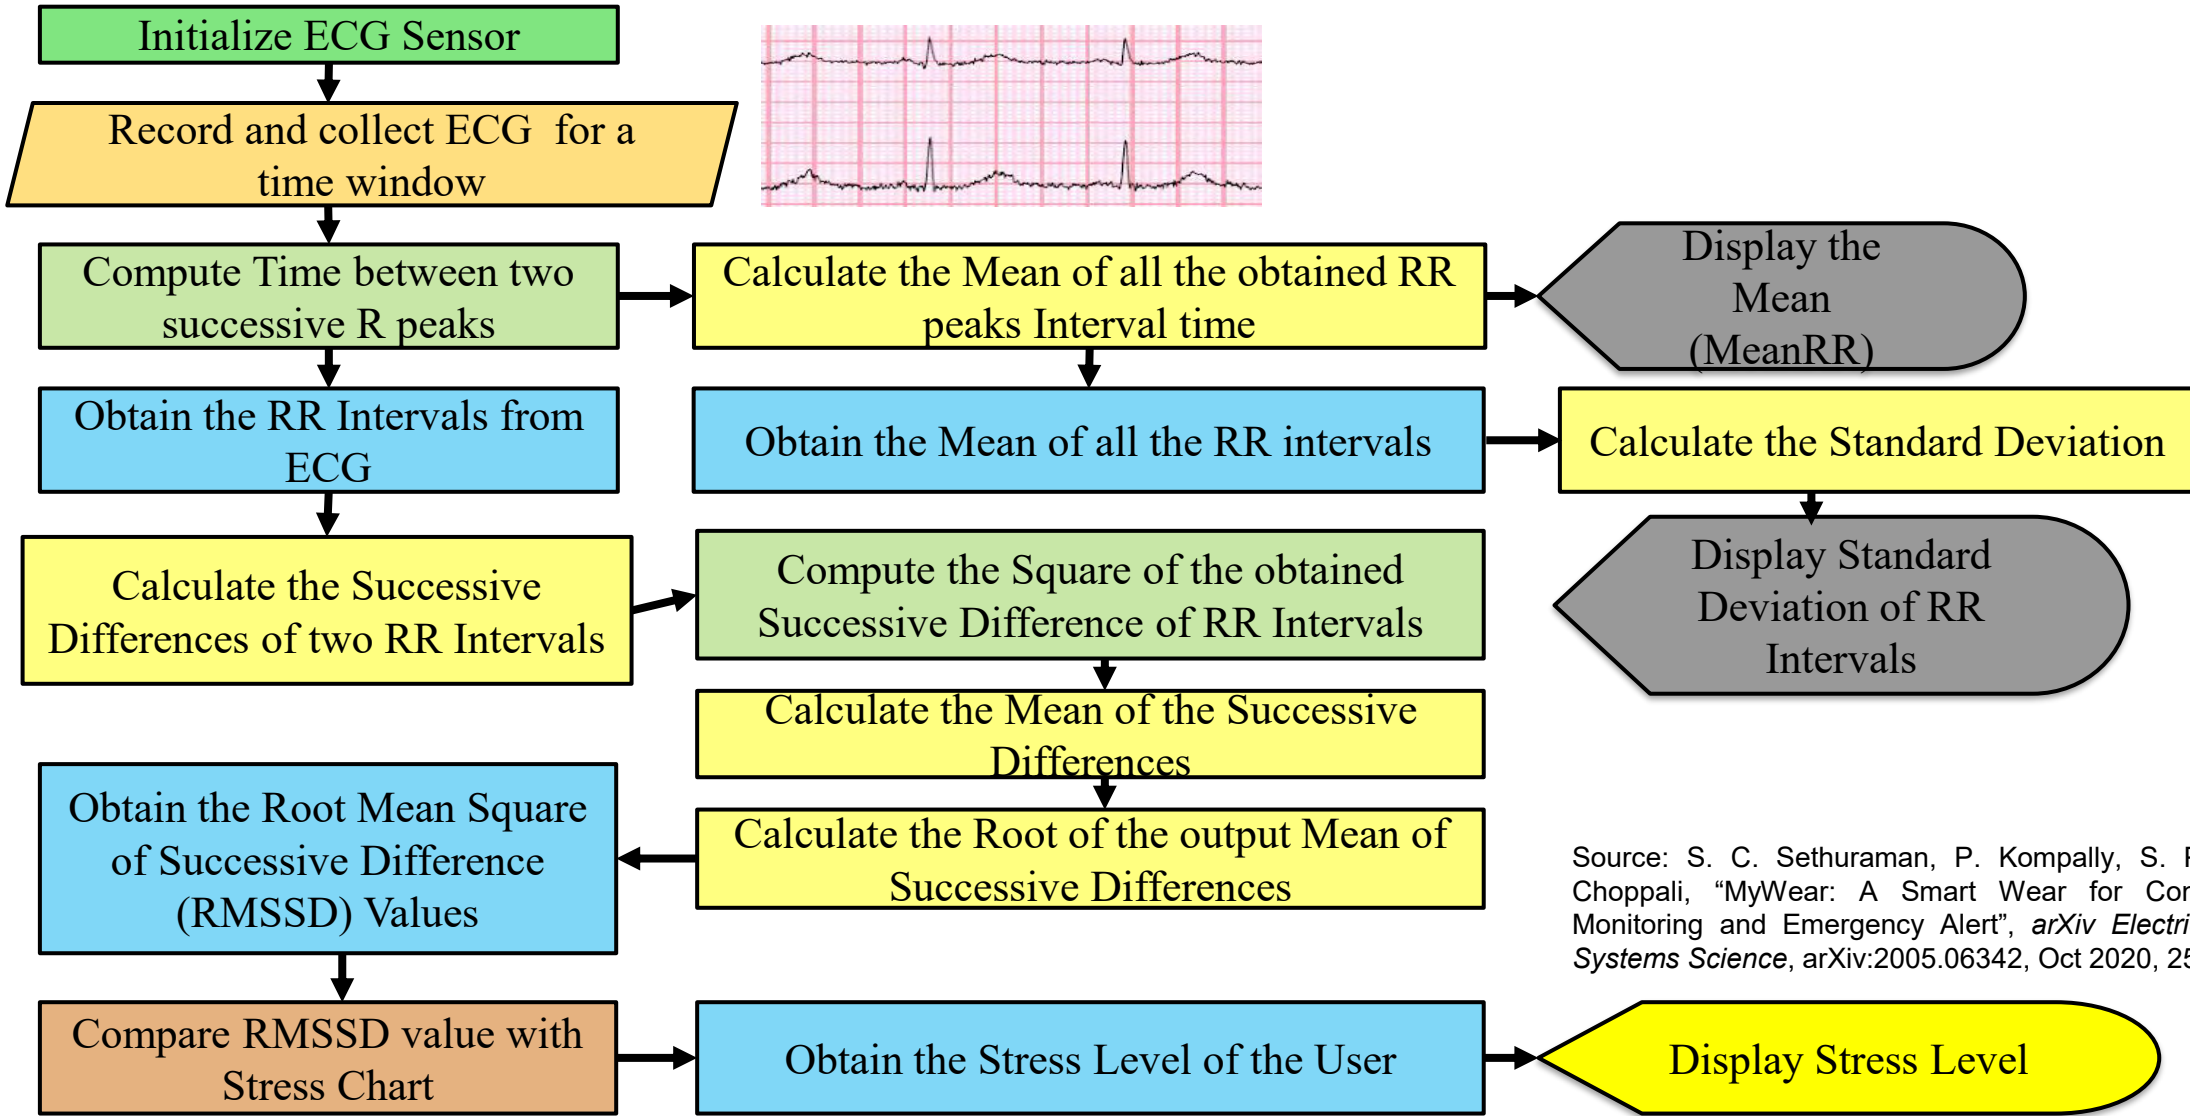 Initialize ECG Sensor
Record and collect ECG for a
time window
Compute Time between two
successive R peaks
Calculate the Mean of all the obtained RR
peaks Interval time
Display the
Mean
(MeanRR)
Obtain the RR Intervals from
ECG
Obtain the Mean of all the RR intervals
Calculate the Standard Deviation
Calculate the Successive
Differences of two RR Intervals
Compute the Square of the obtained
Successive Difference of RR Intervals
Display Standard
Deviation of RR
Intervals
Calculate the Mean of the Successive
Differences
Calculate the Root of the output Mean of
Successive Differences
Obtain the Root Mean Square
of Successive Difference
(RMSSD) Values
Source: S. C. Sethuraman, P. Kompally, S. P
Choppali, “MyWear: A Smart Wear for Con
Monitoring and Emergency Alert”, arXiv Electri
Systems Science, arXiv:2005.06342, Oct 2020, 25
Compare RMSSD value with
Stress Chart
Obtain the Stress Level of the User
Display Stress Level